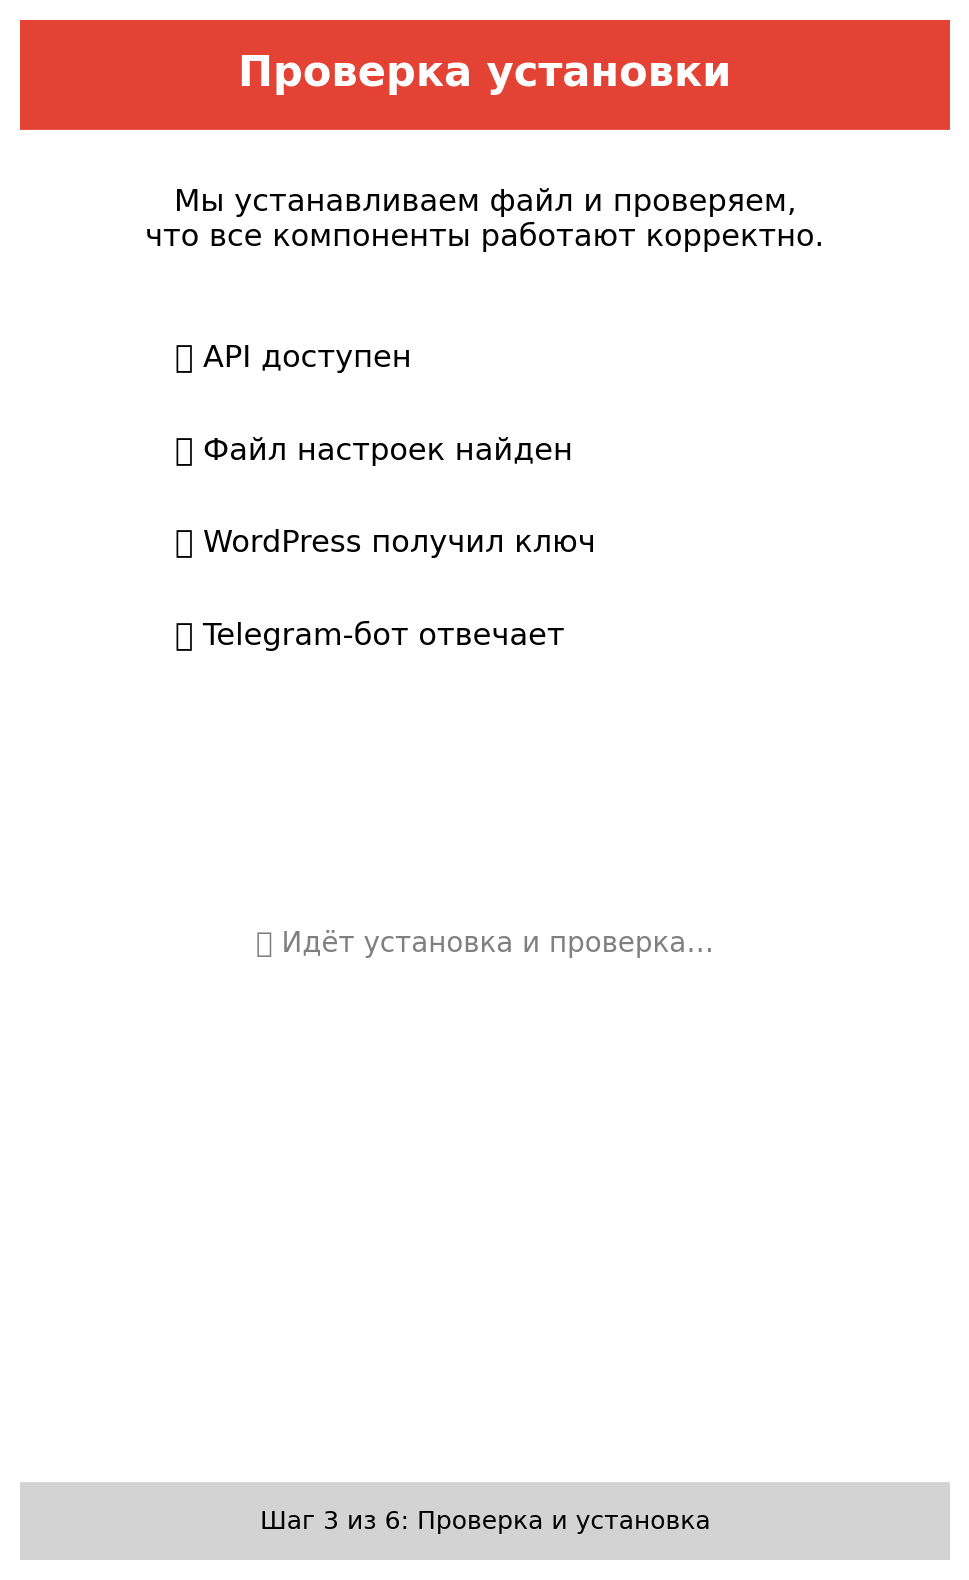 Проверка установки
Мы устанавливаем файл и проверяем,
что все компоненты работают корректно.
API доступен
Файл настроек найден
WordPress получил ключ
Telegram-бот отвечает
Идёт установка и проверка...
Шаг 3 из 6: Проверка и установка